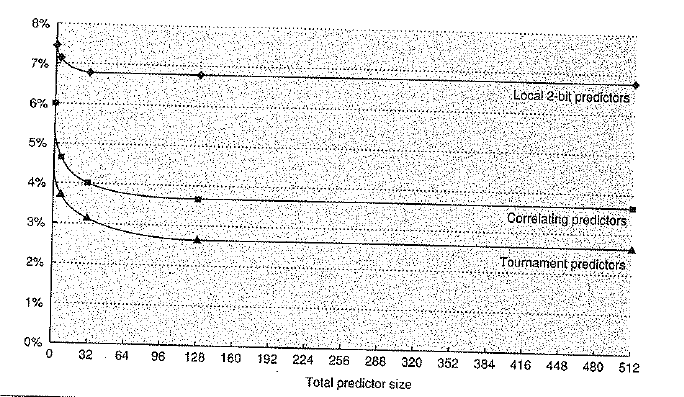 8%
7%
6%
5%
4%
3%
2%
1%
0%
Local 2-bit predictors
Correlating predictors
Tournament predictors
0 32 64 96 128 160 192 224 256 288 320 352 384 416 448 480 512
Total predictor size